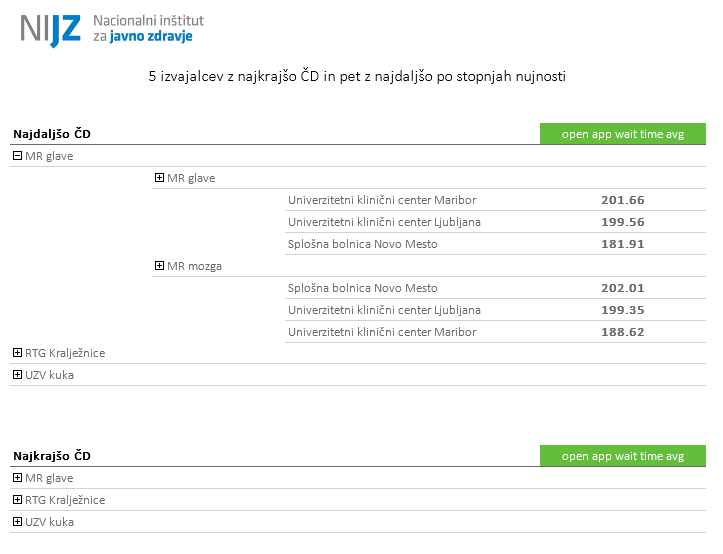 NIJZ
Nacionalni inštitut
za javno zdravje
5 izvajalcev z najkrajšo ČD in pet z najdaljšo po stopnjah nujnosti
Najdaljšo ČD open app wait time avg
MR glave
MR glave
Univerzitetni klinični center Maribor 201.66
Univerzitetni klinični center Ljubljana 199.56
Splošna bolnica Novo Mesto 181.91
MR mozga
Splošna bolnica Novo Mesto 202.01
Univerzitetni klinični center Ljubljana 199.35
Univerzitetni klinični center Maribor 188.62
RTG Kralježnice
UZV kuka
Najkrajšo ČD open app wait time avg
MR glave
RTG Kralježnice
UZV kuka